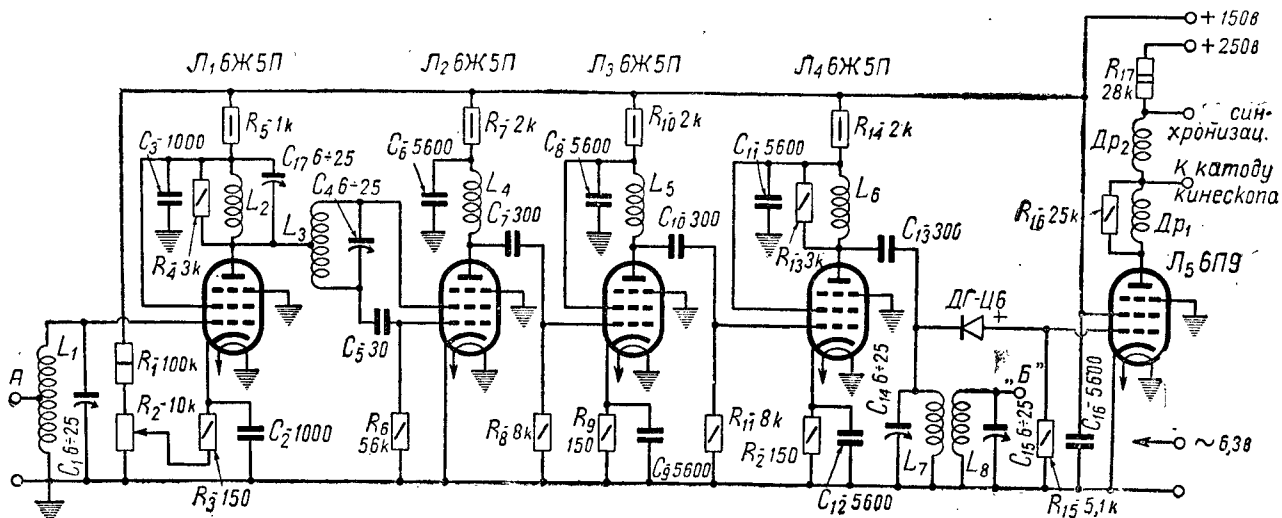 +150в
+250в
Л₁ 6Ж5П
Л₂ 6Ж5П
Л₃ 6Ж5П
Л₄ 6Ж5П
R₁₇
28k
R₅-1k
R₇-2k
R₁₀-2k
R₁₄-2k
син-
хронизац.
C₃-1000
C₁₇ 6÷25
C₆-5600
C₈-5600
C₁₁-5600
Др₂
К катоду
кинескопа
C₄ 6÷25
L₂
L₃
L₄
L₅
L₆
R₁₆-25k
Др₁
C₇-300
C₁₀-300
C₁₃-300
R₄-3k
R₁₃-3k
Л₅ 6П9
ДГ-Ц6
+
C₅-30
А
L₁
R₁-100k
R₂-10k
C₁ 6÷25
C₂-1000
R₃-150
R₆
56k
R₈-8k
R₉
150
C₉-5600
R₁₁-8k
R₂-150
C₁₂-5600
C₁₄ 6÷25
L₇
L₈
„Б"
C₁₅ 6÷25
C₁₆-5600
R₁₅-5,1k
~6,3в